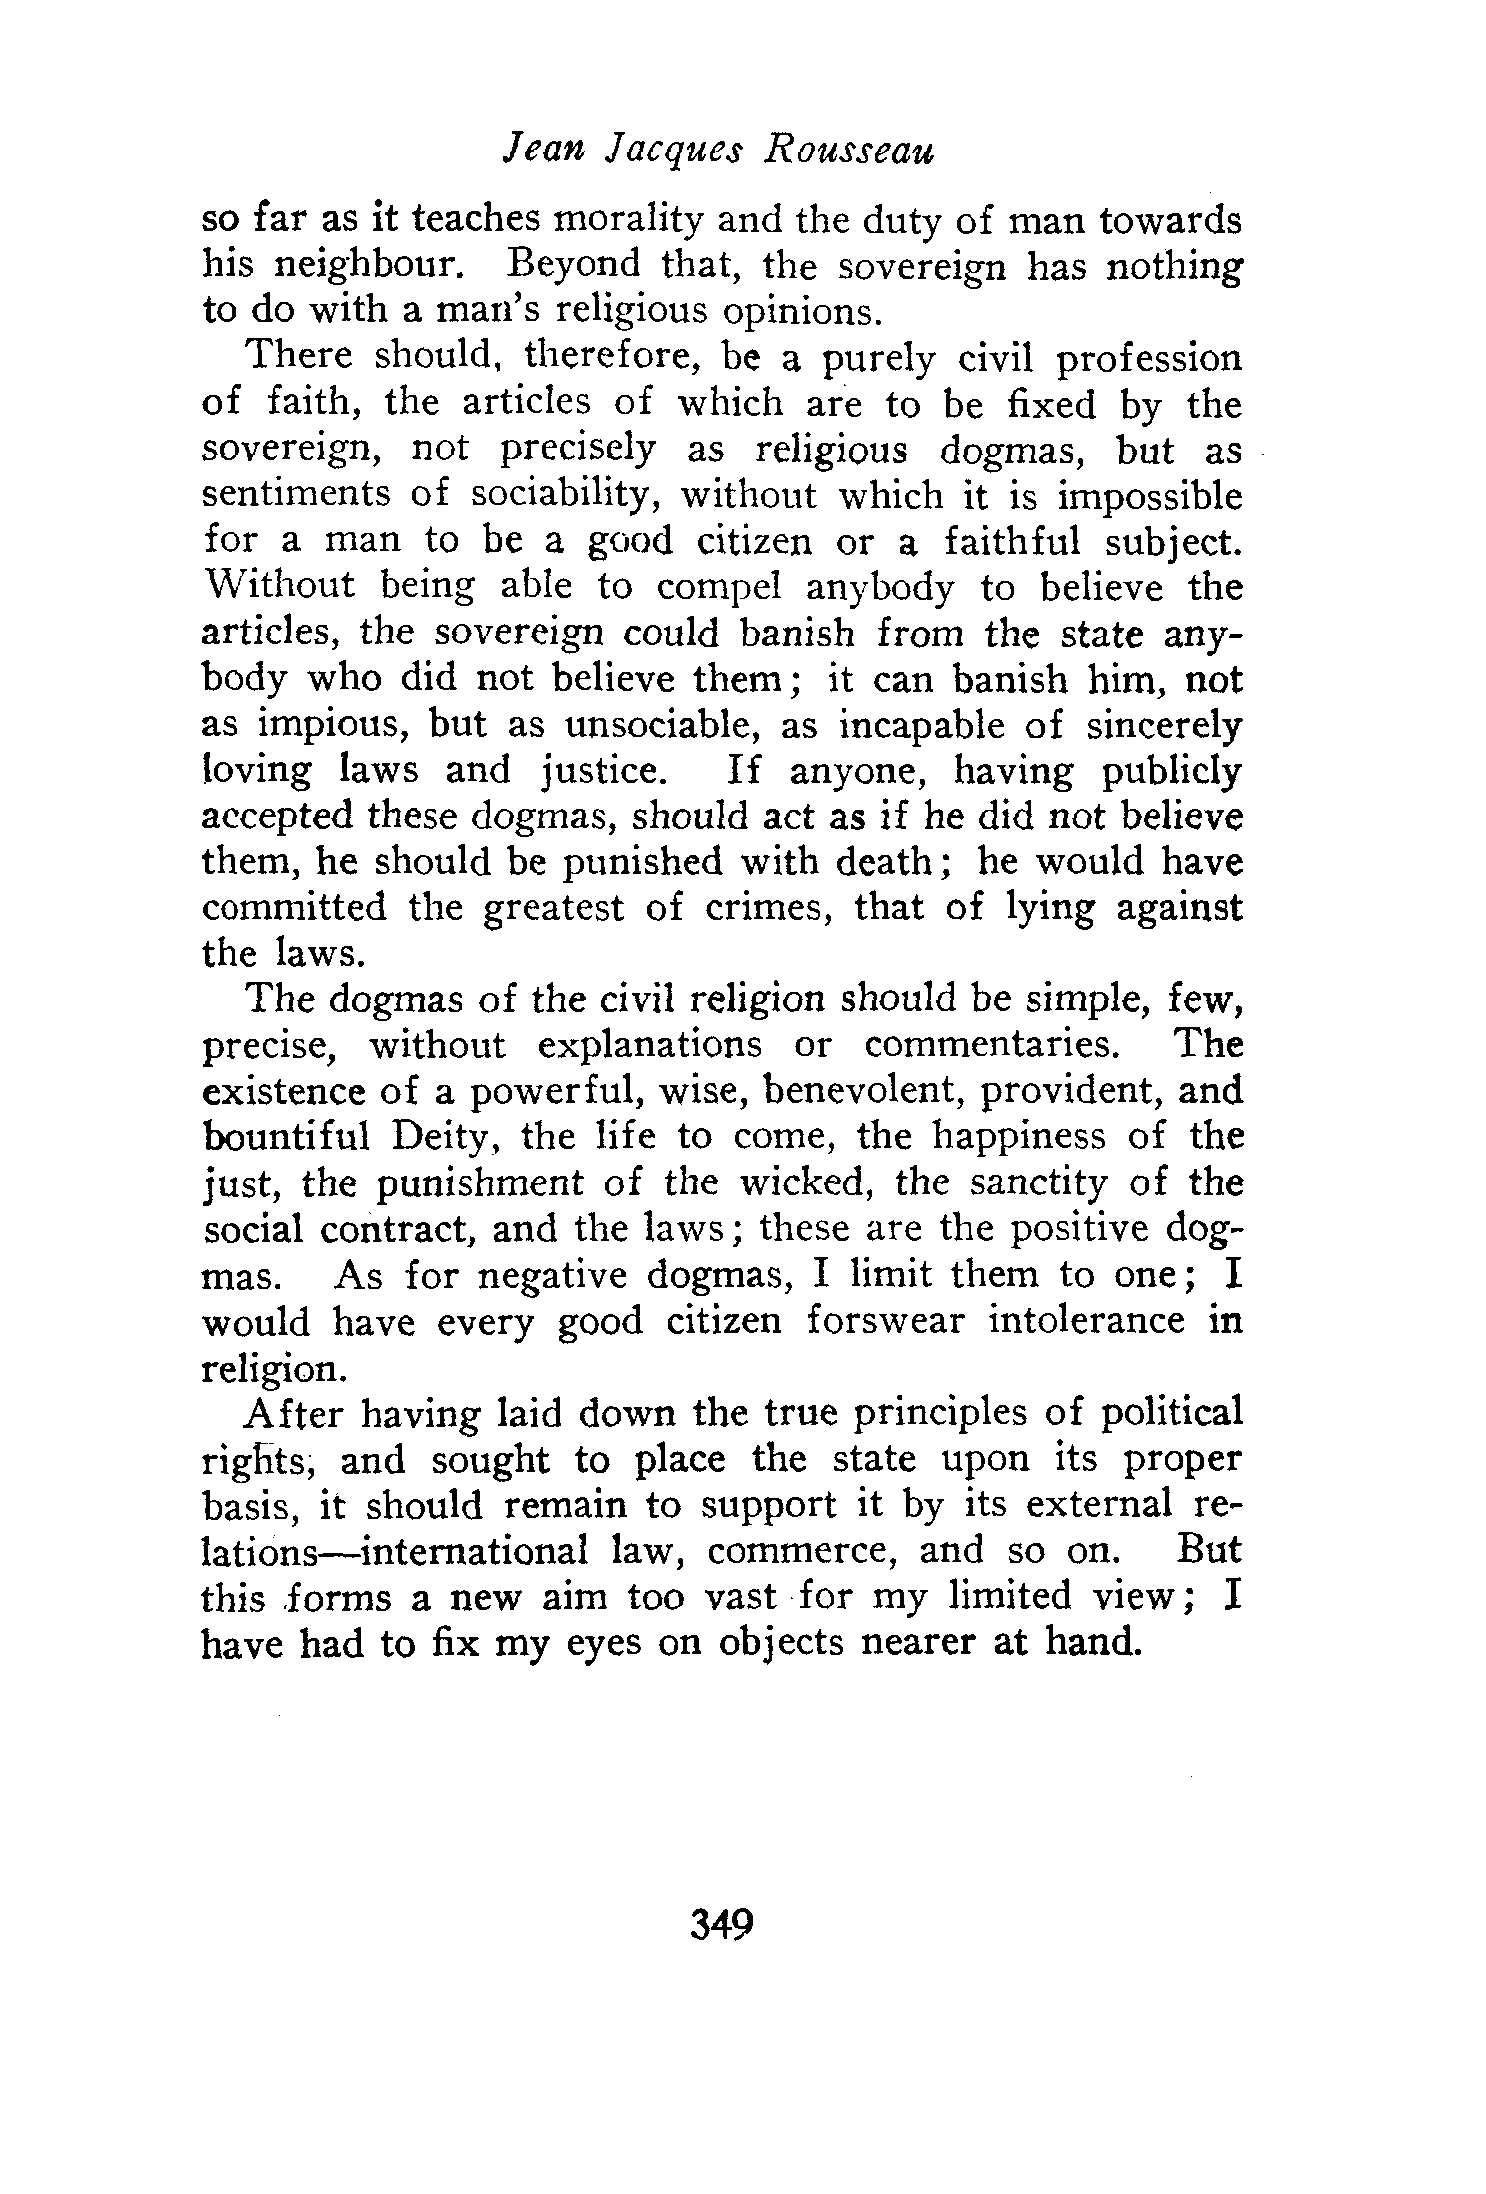 Jean Jacques Rousseau
so far as it teaches morality and the duty of man towards
his neighbour. Beyond that, the sovereign has nothing
to do with a man's religious opinions.
There should, therefore, be a purely civil profession
of faith, the articles of which are to be fixed by the
sovereign, not precisely as religious dogmas, but as
sentiments of sociability, without which it is impossible
for a man to be a good citizen or a faithful subject.
Without being able to compel anybody to believe the
articles, the sovereign could banish from the state any-
body who did not believe them; it can banish him, not
as impious, but as unsociable, as incapable of sincerely
loving laws and justice. If anyone, having publicly
accepted these dogmas, should act as if he did not believe
them, he should be punished with death; he would have
committed the greatest of crimes, that of lying against
the laws.
The dogmas of the civil religion should be simple, few,
precise, without explanations or commentaries. The
existence of a powerful, wise, benevolent, provident, and
bountiful Deity, the life to come, the happiness of the
just, the punishment of the wicked, the sanctity of the
social contract, and the laws; these are the positive dog-
mas. As for negative dogmas, I limit them to one; I
would have every good citizen forswear intolerance in
religion.
After having laid down the true principles of political
rights, and sought to place the state upon its proper
basis, it should remain to support it by its external re-
lations—international law, commerce, and so on. But
this forms a new aim too vast for my limited view; I
have had to fix my eyes on objects nearer at hand.
349